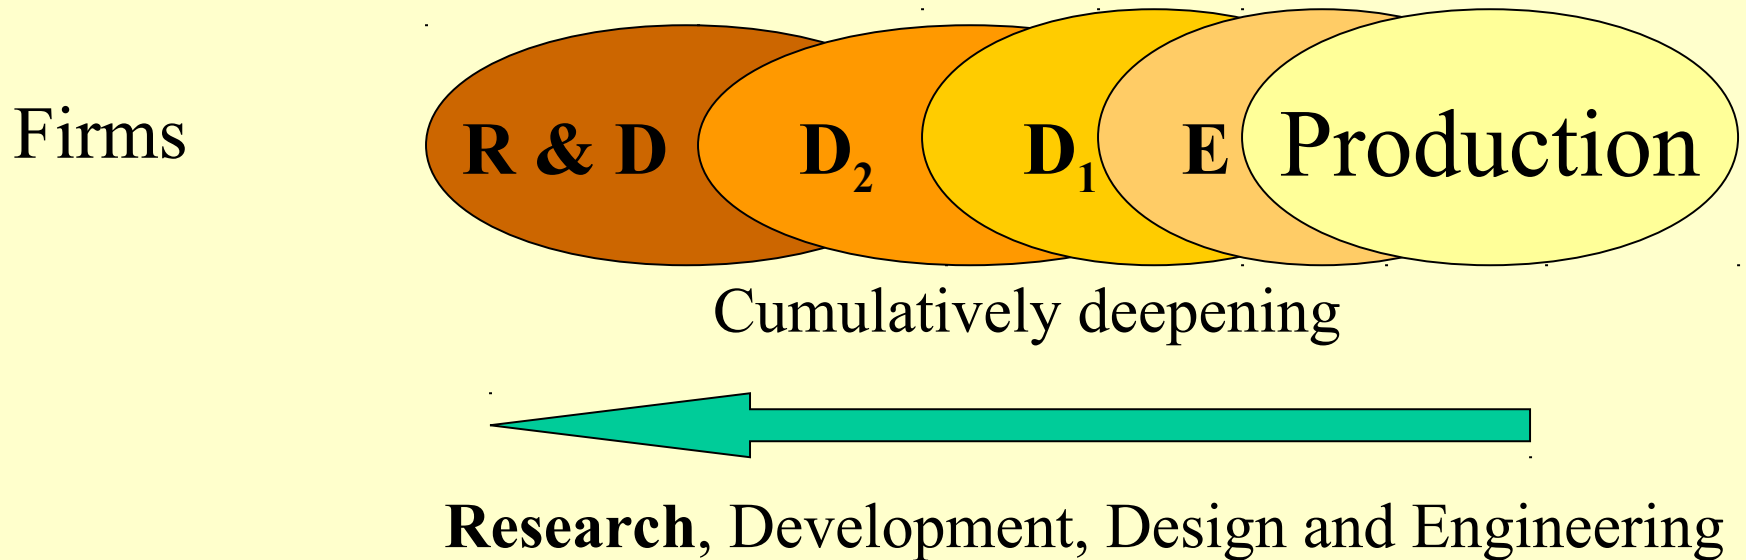 Firms
R & D D₂ D₁ E Production
Cumulatively deepening
Research, Development, Design and Engineering